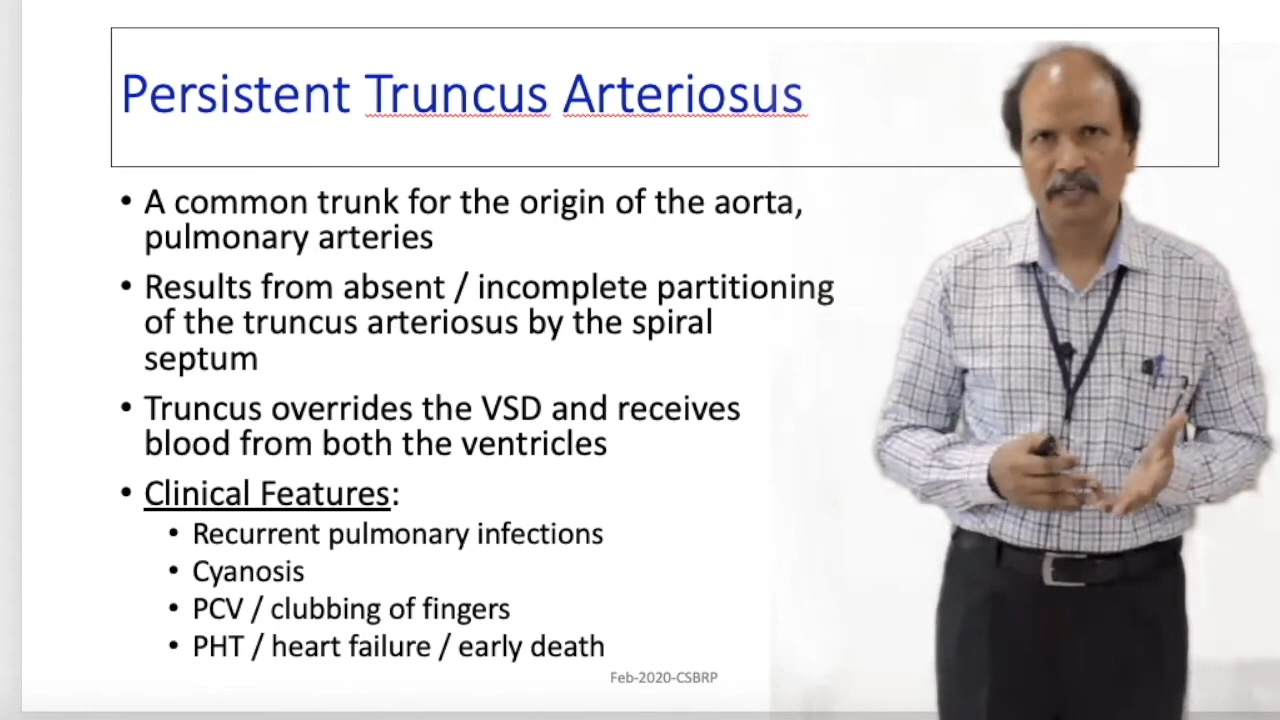 Persistent Truncus Arteriosus
• A common trunk for the origin of the aorta,
pulmonary arteries
• Results from absent / incomplete partitioning
of the truncus arteriosus by the spiral
septum
• Truncus overrides the VSD and receives
blood from both the ventricles
• Clinical Features:
• Recurrent pulmonary infections
• Cyanosis
• PCV / clubbing of fingers
• PHT / heart failure / early death
Feb-2020-CSBRP